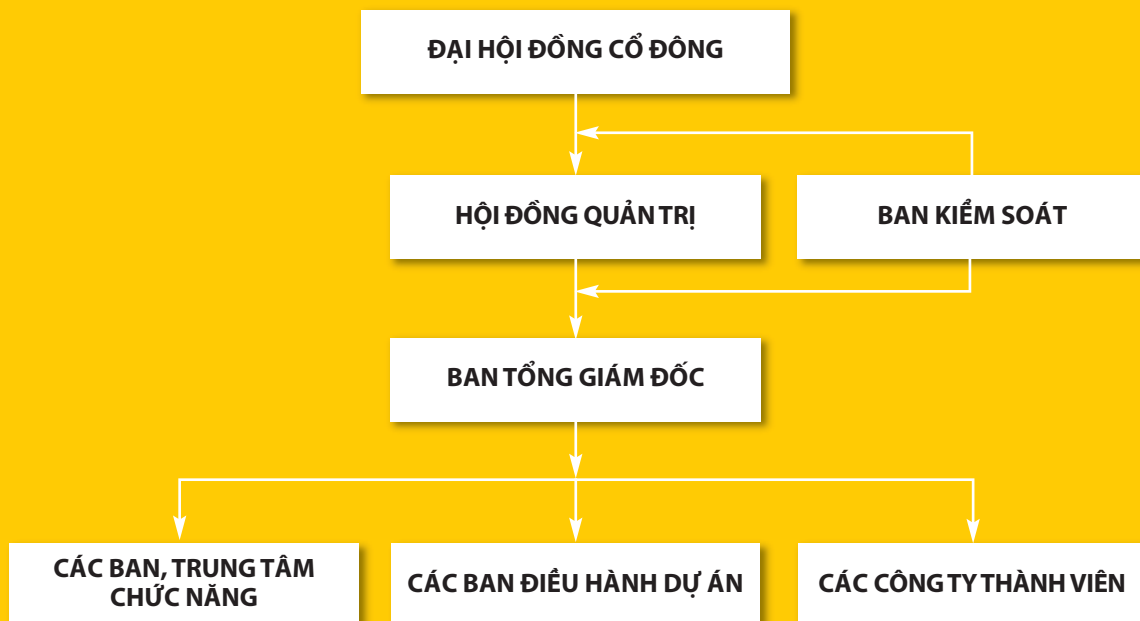 ĐẠI HỘI ĐỒNG CỔ ĐÔNG
HỘI ĐỒNG QUẢN TRỊ
BAN KIỂM SOÁT
BAN TỔNG GIÁM ĐỐC
CÁC BAN, TRUNG TÂM
CHỨC NĂNG
CÁC BAN ĐIỀU HÀNH DỰ ÁN
CÁC CÔNG TY THÀNH VIÊN